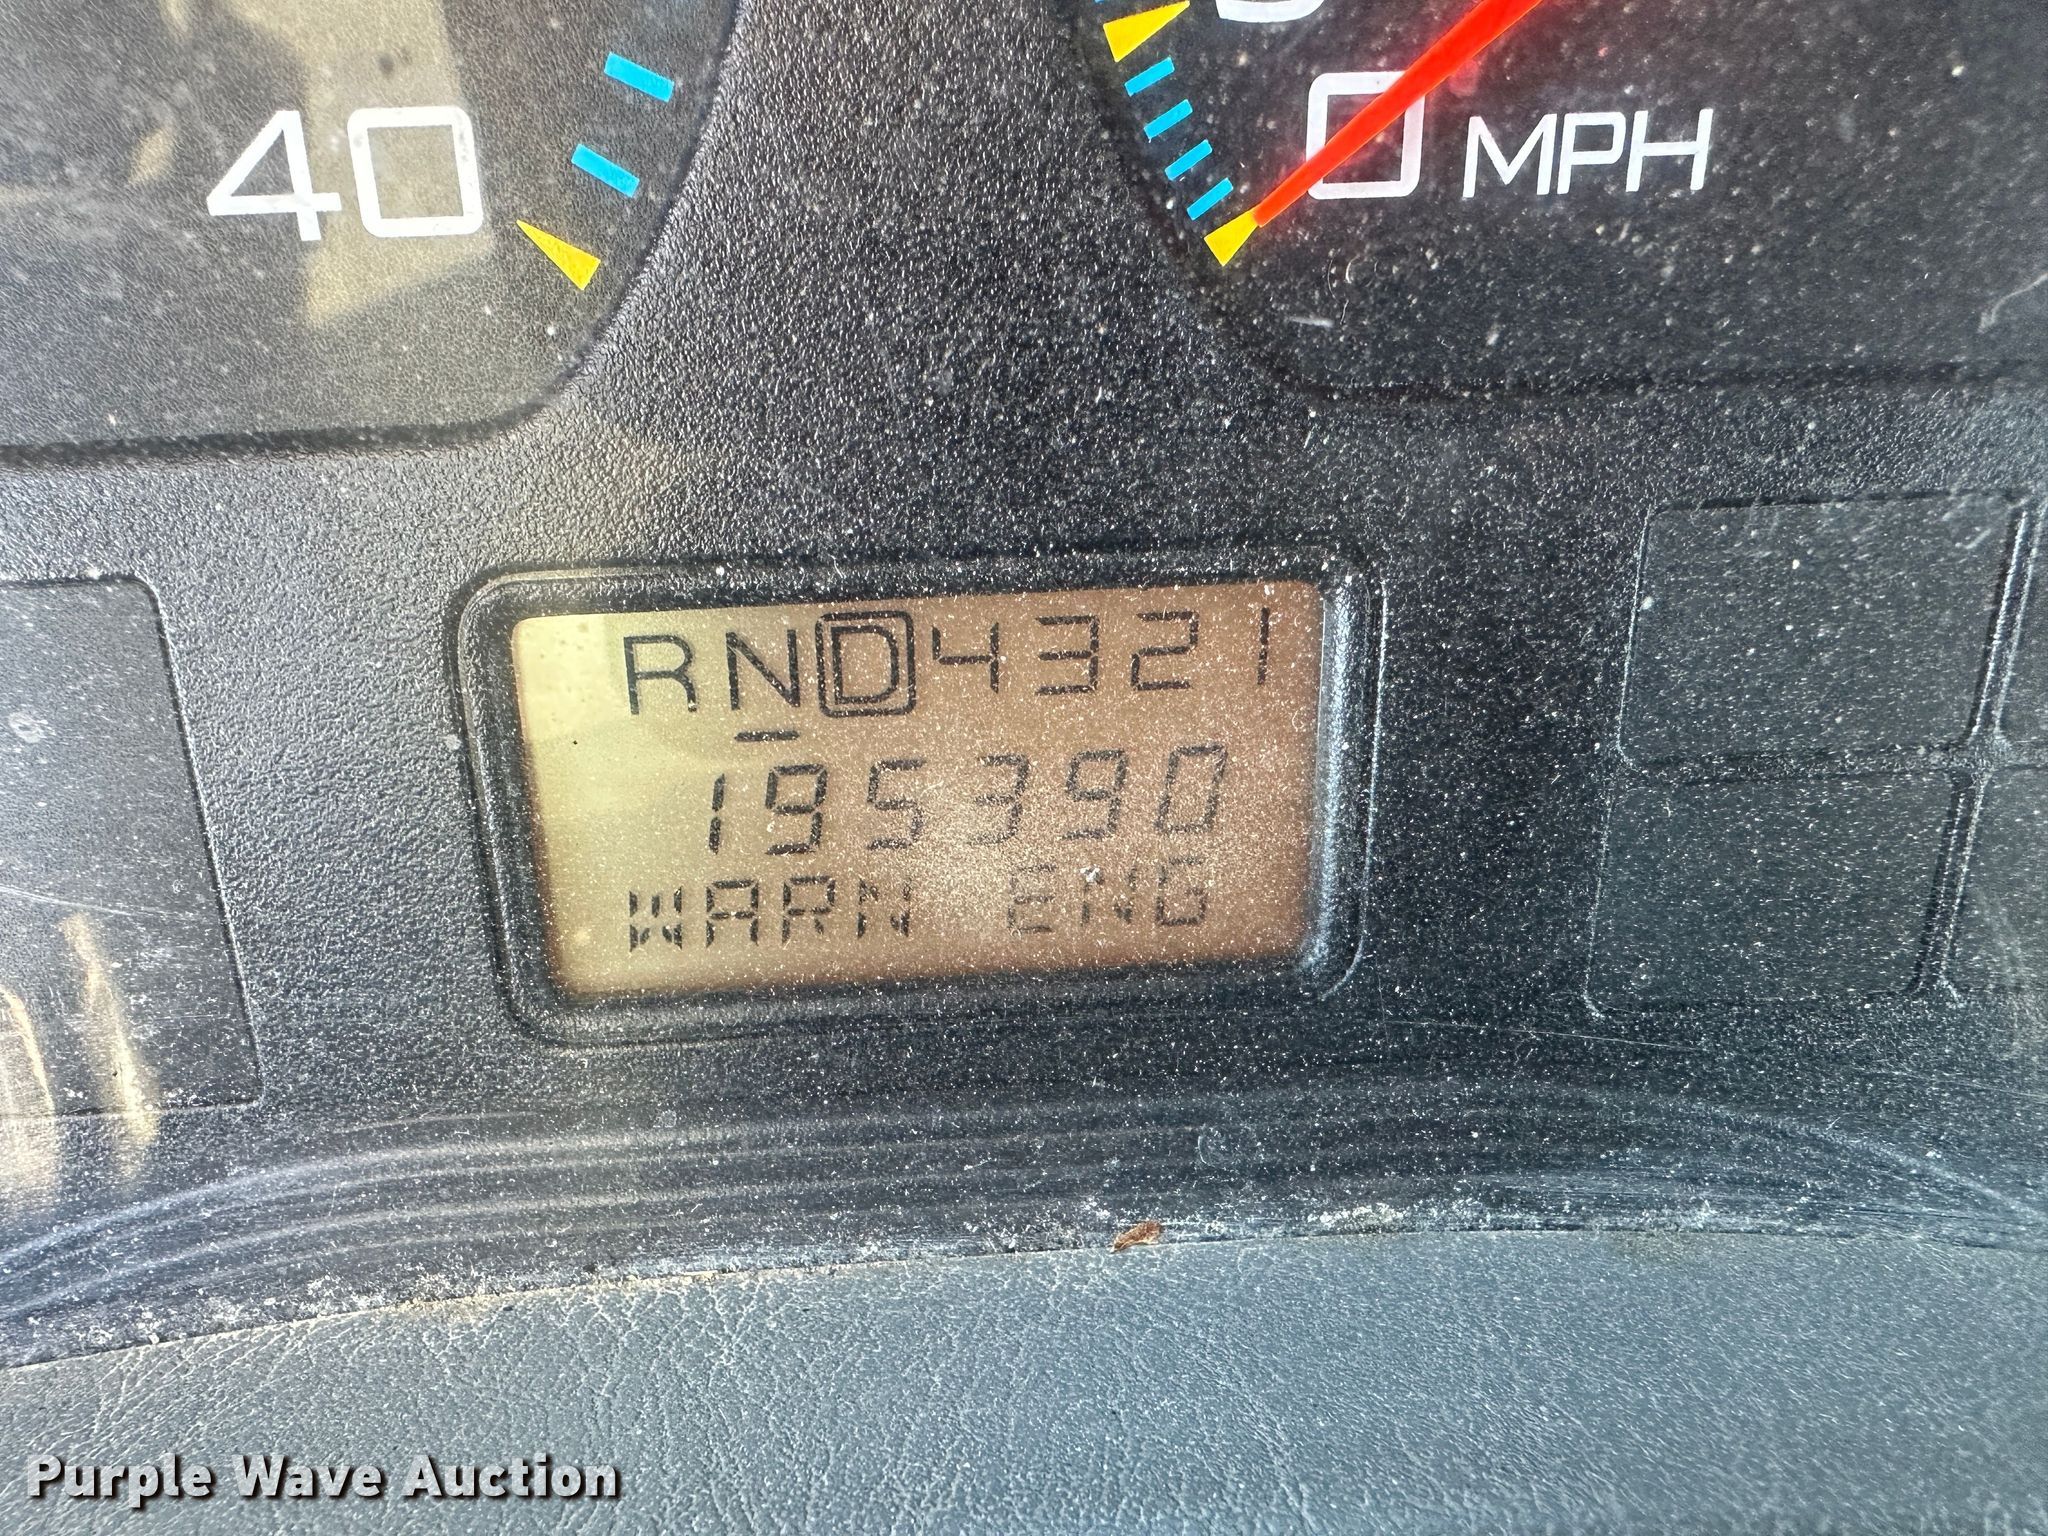 40
0 MPH
RND4321
195390
WARN ENG
Purple Wave Auction